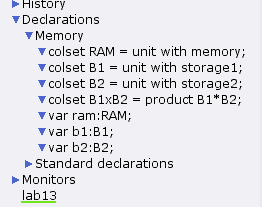 History
Declarations
Memory
colset RAM = unit with memory;
colset B1 = unit with storage1;
colset B2 = unit with storage2;
colset B1xB2 = product B1*B2;
var ram:RAM;
var b1:B1;
var b2:B2;
Standard declarations
Monitors
lab13